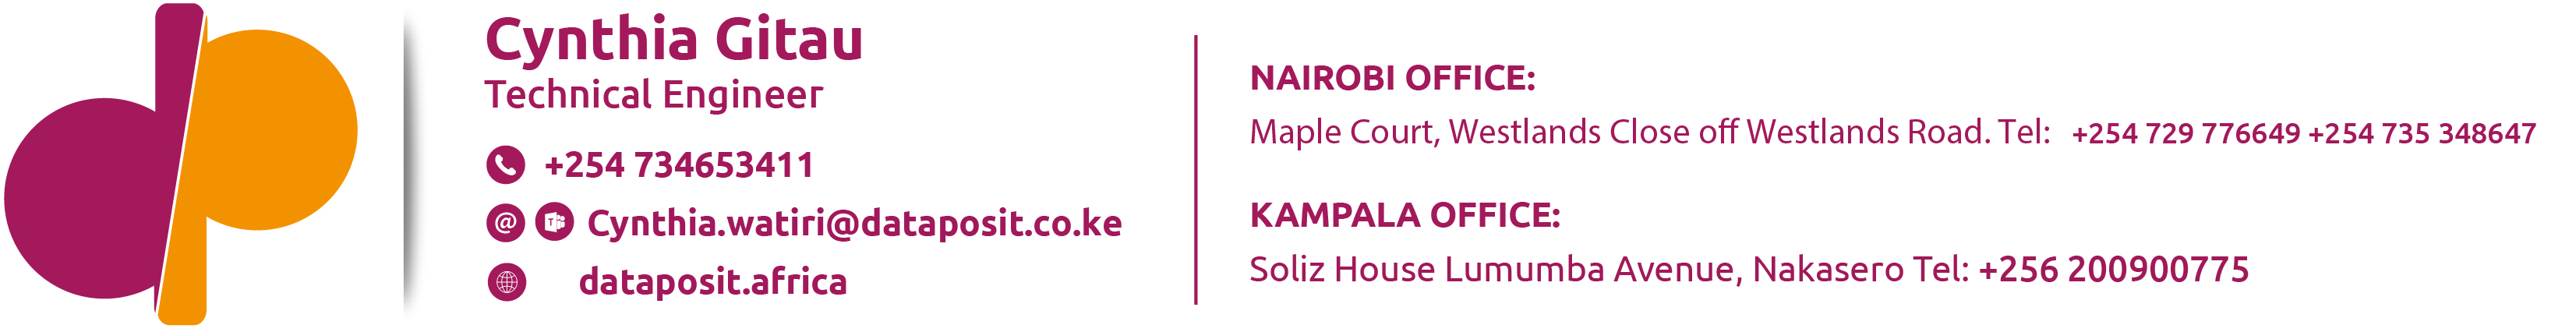 Cynthia Gitau
Technical Engineer
+254 734653411
Cynthia.watiri@dataposit.co.ke
dataposit.africa
NAIROBI OFFICE:
Maple Court, Westlands Close off Westlands Road. Tel: +254 729 776649 +254 735 348647
KAMPALA OFFICE:
Soliz House Lumumba Avenue, Nakasero Tel: +256 200900775